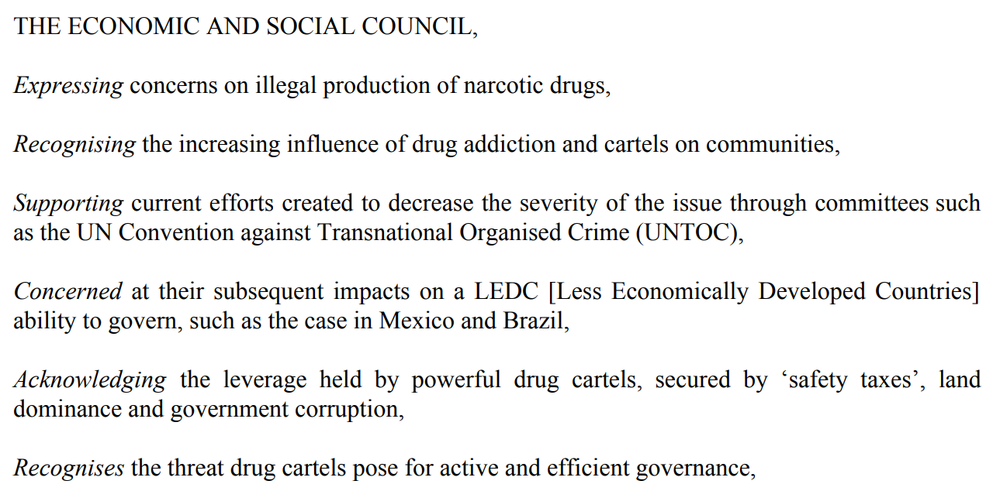 THE ECONOMIC AND SOCIAL COUNCIL,
Expressing concerns on illegal production of narcotic drugs,
Recognising the increasing influence of drug addiction and cartels on communities,
Supporting current efforts created to decrease the severity of the issue through committees such
as the UN Convention against Transnational Organised Crime (UNTOC),
Concerned at their subsequent impacts on a LEDC [Less Economically Developed Countries]
ability to govern, such as the case in Mexico and Brazil,
Acknowledging the leverage held by powerful drug cartels, secured by ‘safety taxes’, land
dominance and government corruption,
Recognises the threat drug cartels pose for active and efficient governance,